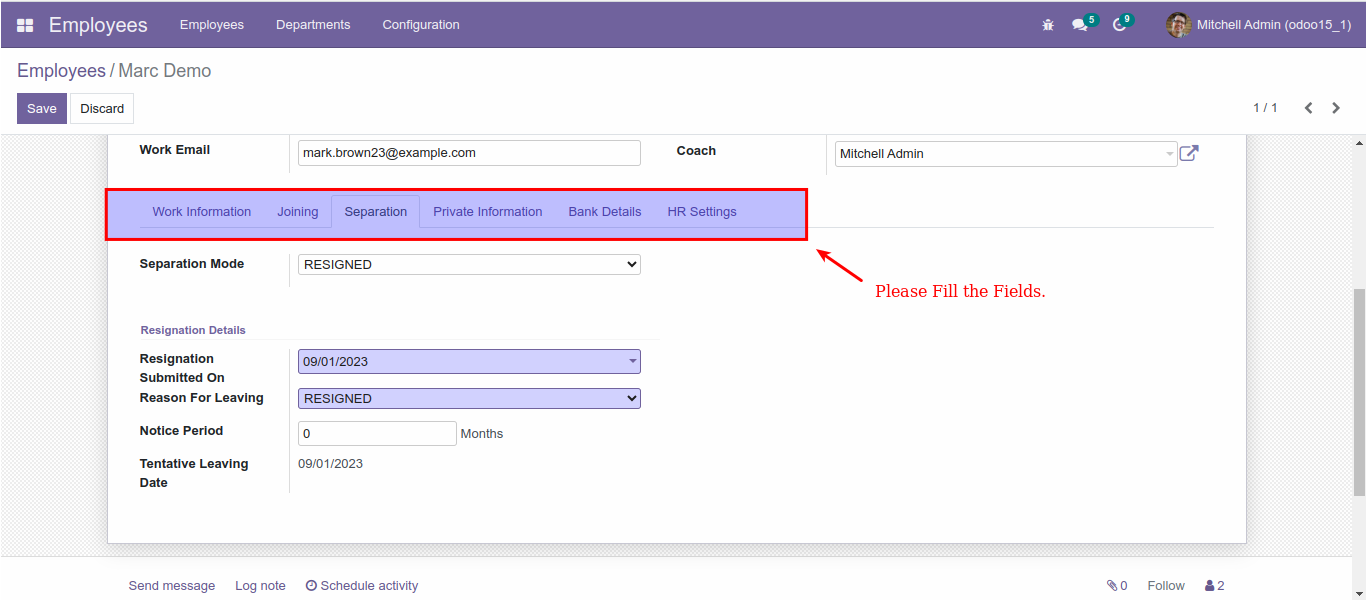 Employees Employees Departments Configuration 5 9 Mitchell Admin (odoo15_1)
Employees / Marc Demo
Save Discard 1 / 1
Work Email mark.brown23@example.com Coach Mitchell Admin
Work Information Joining Separation Private Information Bank Details HR Settings
Separation Mode RESIGNED
Please Fill the Fields.
Resignation Details
Resignation Submitted On 09/01/2023
Reason For Leaving RESIGNED
Notice Period 0 Months
Tentative Leaving Date 09/01/2023
Send message Log note Schedule activity 0 Follow 2